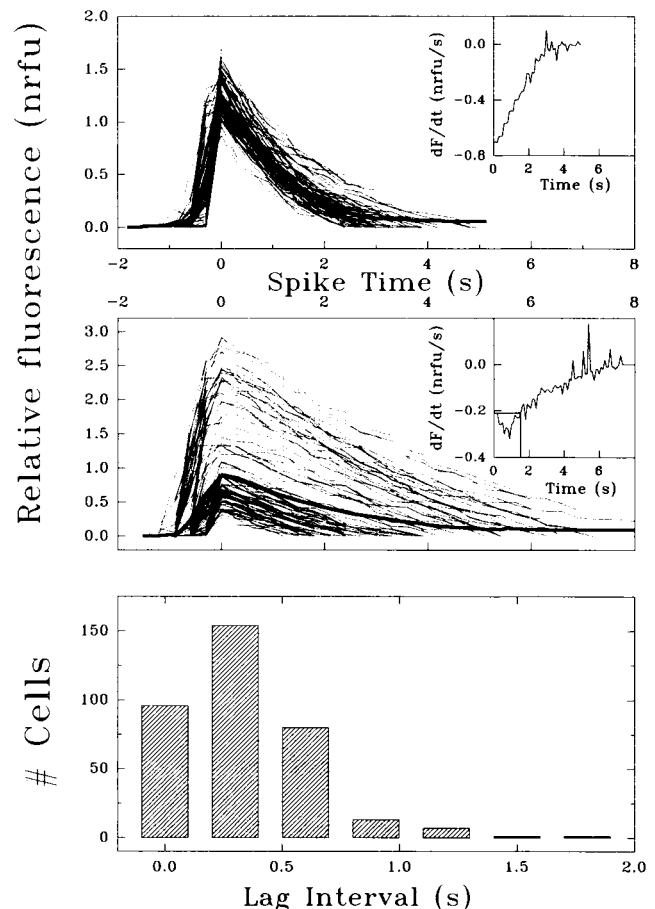 Relative fluorescence (nrfu)
2.0
1.5
1.0
0.5
0.0
-2 0 2 4 6 8
Spike Time (s)
dF/dt (nrfu/s)
0.0
-0.4
-0.8
0 2 4 6
Time (s)
-2 0 2 4 6 8
3.0
2.5
2.0
1.5
1.0
0.5
0.0
dF/dt (nrfu/s)
0.0
-0.2
-0.4
0 2 4 6
Time (s)
# Cells
150
100
50
0
0.0 0.5 1.0 1.5 2.0
Lag Interval (s)